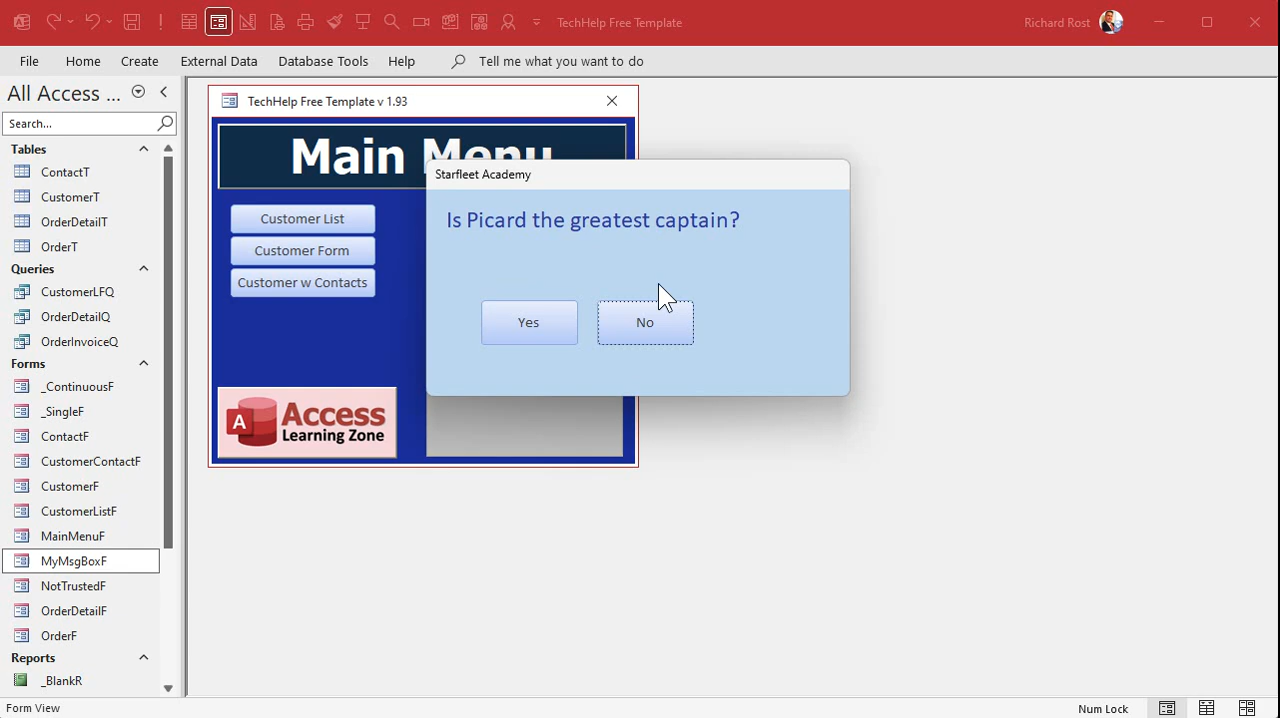 TechHelp Free Template
Richard Rost
File
Home
Create
External Data
Database Tools
Help
Tell me what you want to do
All Access ...
Search...
Tables
ContactT
CustomerT
OrderDetailT
OrderT
Queries
CustomerLFQ
OrderDetailQ
OrderInvoiceQ
Forms
_ContinuousF
_SingleF
ContactF
CustomerContactF
CustomerF
CustomerListF
MainMenuF
MyMsgBoxF
NotTrustedF
OrderDetailF
OrderF
Reports
_BlankR
TechHelp Free Template v 1.93
Main Menu
Customer List
Customer Form
Customer w Contacts
A
Access
Learning Zone
Starfleet Academy
Is Picard the greatest captain?
Yes
No
Form View
Num Lock